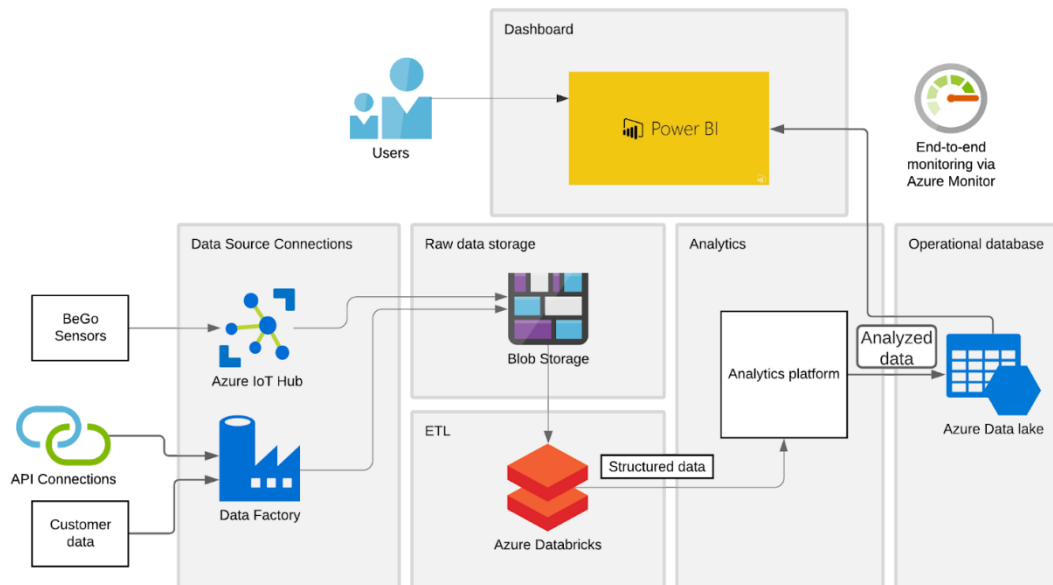 Dashboard
Power BI
Users
End-to-end
monitoring via
Azure Monitor
Data Source Connections
Raw data storage
Analytics
Operational database
BeGo
Sensors
Azure IoT Hub
Blob Storage
Analytics platform
Analyzed
data
Azure Data lake
ETL
API Connections
Customer
data
Data Factory
Structured data
Azure Databricks